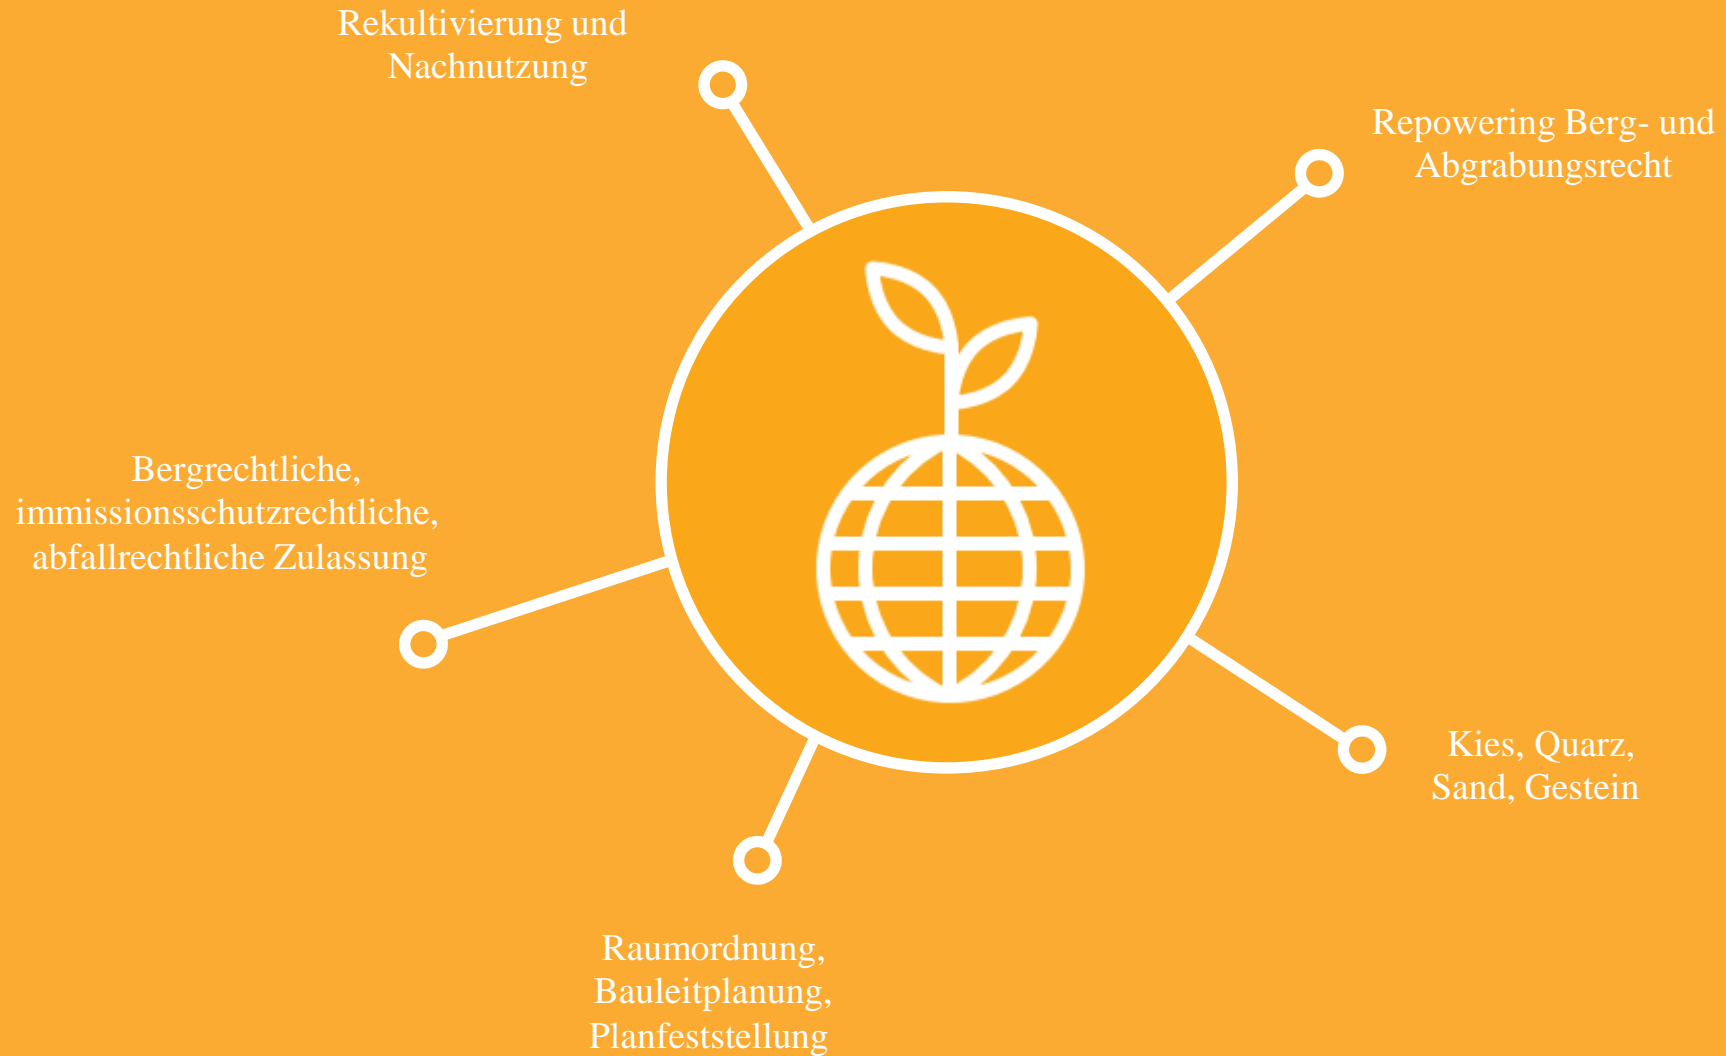 Rekultivierung und
Nachnutzung
Repowering Berg- und
Abgrabungsrecht
Bergrechtliche,
immissionsschutzrechtliche,
abfallrechtliche Zulassung
Kies, Quarz,
Sand, Gestein
Raumordnung,
Bauleitplanung,
Planfeststellung